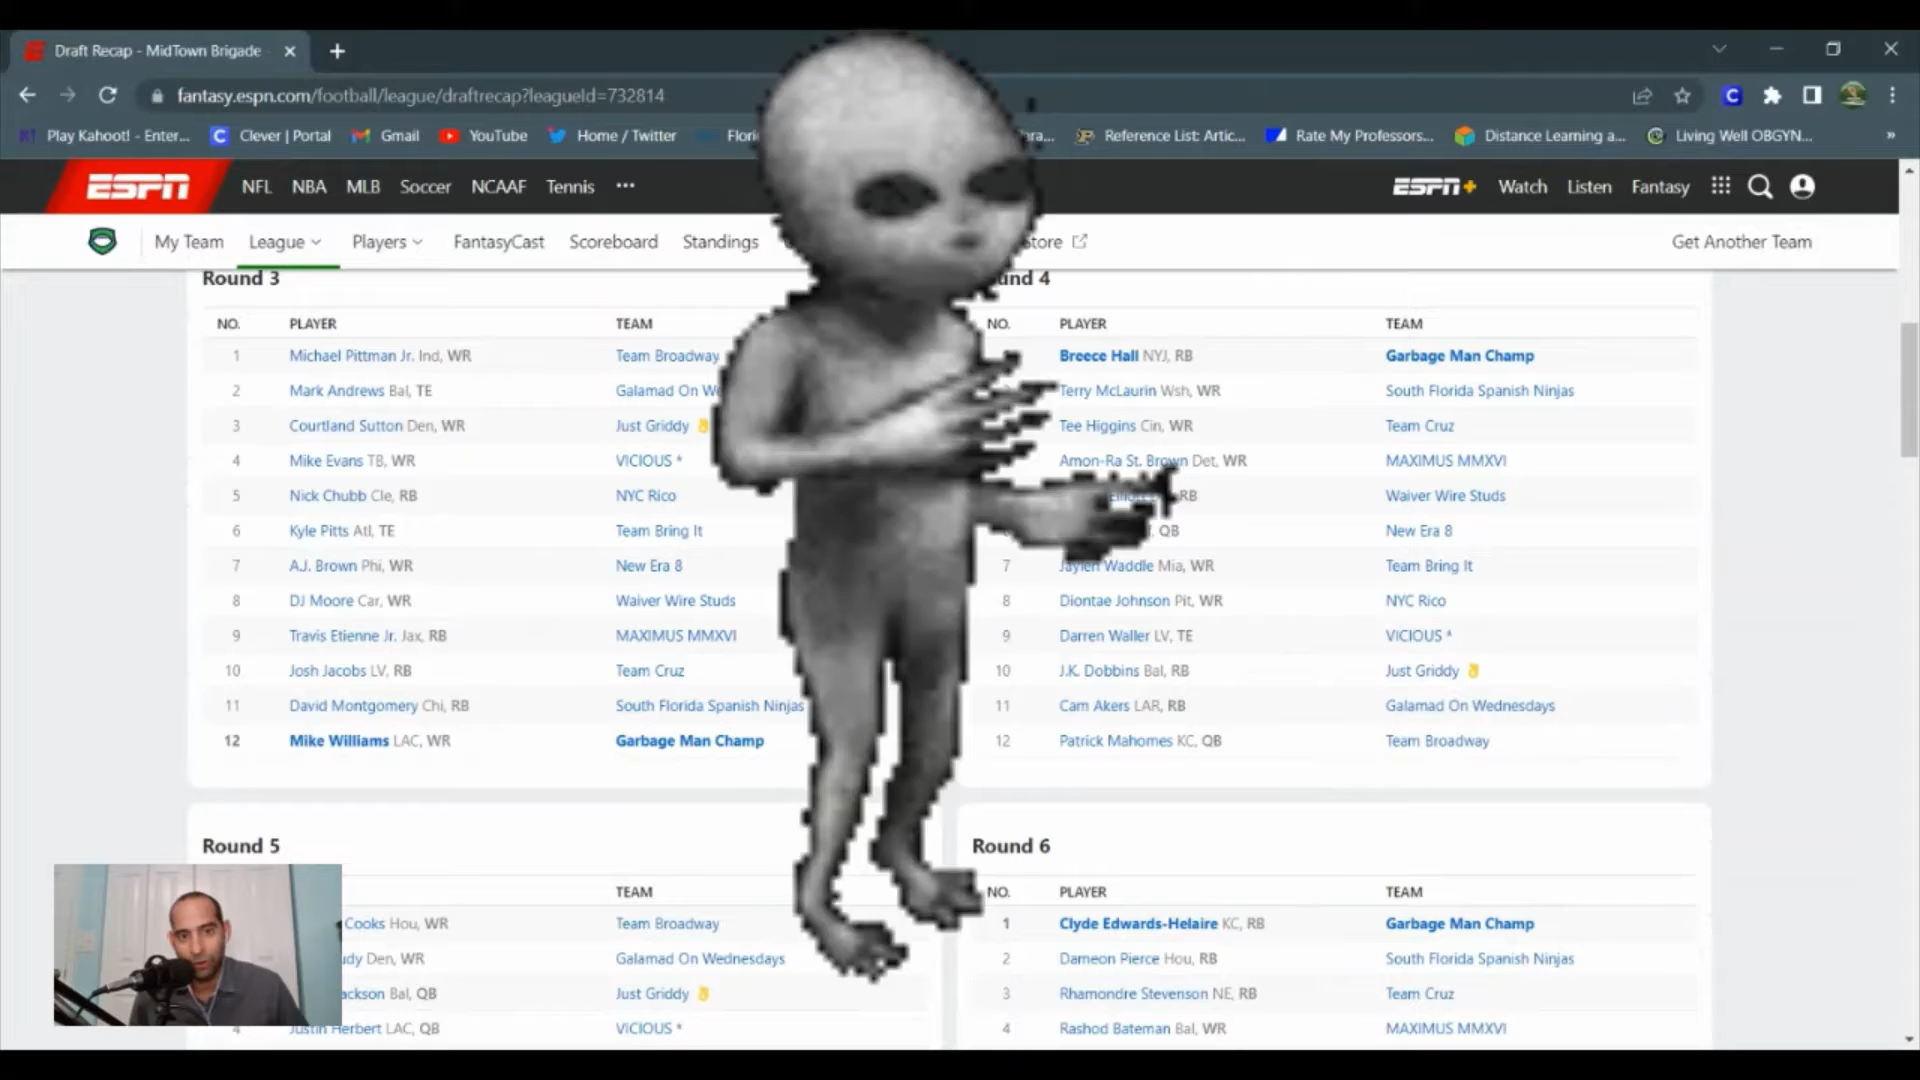 Draft Recap - MidTown Brigade
fantasy.espn.com/football/league/draftrecap?leagueId=732814
Play Kahoot! - Enter... Clever | Portal Gmail YouTube Home / Twitter Reference List: Artic... Rate My Professors... Distance Learning a... Living Well OBGYN... »
ESPN NFL NBA MLB Soccer NCAAF Tennis ••• ESPN+ Watch Listen Fantasy
My Team League Players FantasyCast Scoreboard Standings Get Another Team
Round 3
NO. PLAYER TEAM
1 Michael Pittman Jr. Ind, WR Team Broadway
2 Mark Andrews Bal, TE Galamad On
3 Courtland Sutton Den, WR Just Griddy
4 Mike Evans TB, WR VICIOUS *
5 Nick Chubb Cle, RB NYC Rico
6 Kyle Pitts Atl, TE Team Bring It
7 A.J. Brown Phi, WR New Era 8
8 DJ Moore Car, WR Waiver Wire Studs
9 Travis Etienne Jr. Jax, RB MAXIMUS MMXVI
10 Josh Jacobs LV, RB Team Cruz
11 David Montgomery Chi, RB South Florida Spanish Ninjas
12 Mike Williams LAC, WR Garbage Man Champ
4
NO. PLAYER TEAM
Breece Hall NYJ, RB Garbage Man Champ
Terry McLaurin Wsh, WR South Florida Spanish Ninjas
Tee Higgins Cin, WR Team Cruz
Amon-Ra St. Brown Det, WR MAXIMUS MMXVI
RB Waiver Wire Studs
QB New Era 8
7 Jaylen Waddle Mia, WR Team Bring It
8 Diontae Johnson Pit, WR NYC Rico
9 Darren Waller LV, TE VICIOUS *
10 J.K. Dobbins Bal, RB Just Griddy
11 Cam Akers LAR, RB Galamad On Wednesdays
12 Patrick Mahomes KC, QB Team Broadway
Round 5
TEAM
Cooks Hou, WR Team Broadway
Den, WR Galamad On Wednesdays
Bal, QB Just Griddy
4 Justin Herbert LAC, QB VICIOUS *
Round 6
NO. PLAYER TEAM
1 Clyde Edwards-Helaire KC, RB Garbage Man Champ
2 Dameon Pierce Hou, RB South Florida Spanish Ninjas
3 Rhamondre Stevenson NE, RB Team Cruz
4 Rashod Bateman Bal, WR MAXIMUS MMXVI